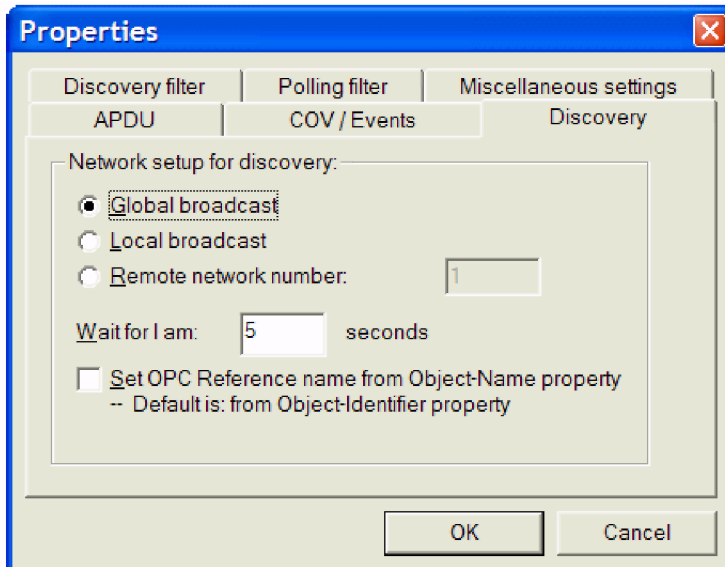 Properties
Discovery filter Polling filter Miscellaneous settings
APDU COV / Events Discovery
Network setup for discovery:
Global broadcast
Local broadcast
Remote network number: 1
Wait for I am: 5 seconds
Set OPC Reference name from Object-Name property
-- Default is: from Object-Identifier property
OK Cancel